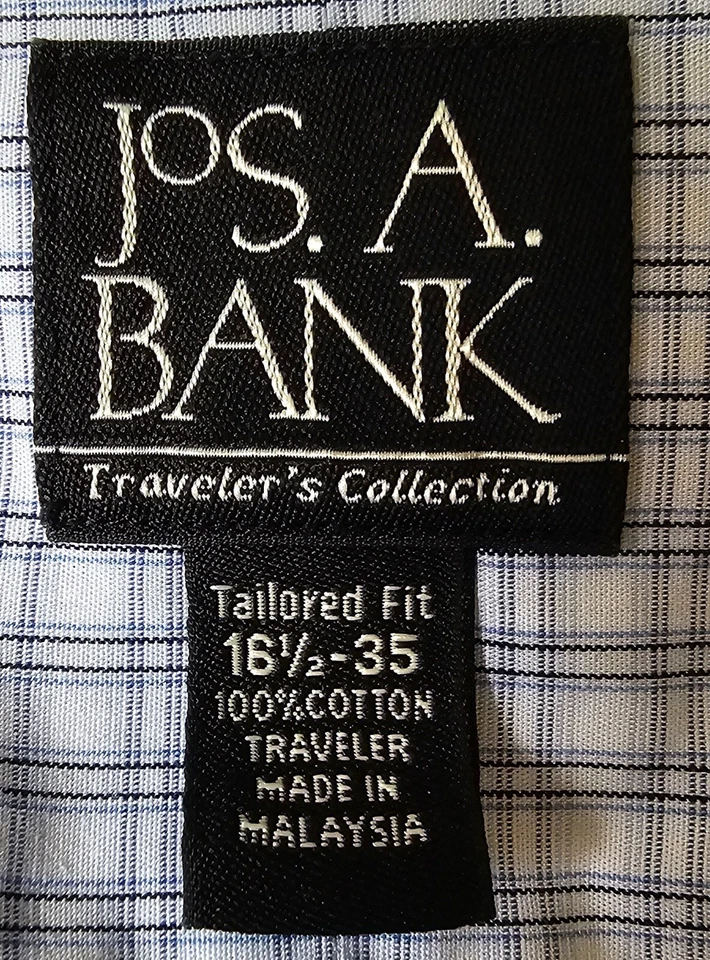 JOS. A.
BANK
Traveler's Collection
Tailored Fit
16½-35
100%COTTON
TRAVELER
MADE IN
MALAYSIA